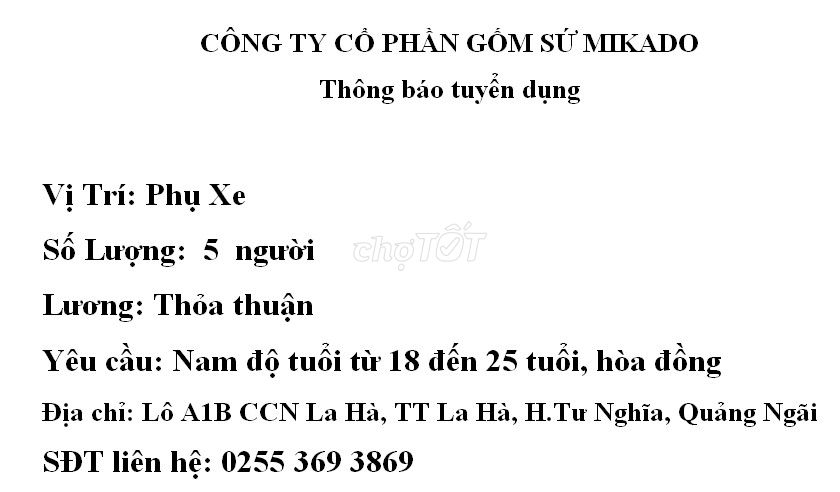 CÔNG TY CỔ PHẦN GỐM SỨ MIKADO
Thông báo tuyển dụng
Vị Trí: Phụ Xe
Số Lượng: 5 người
chợTỐT
Lương: Thỏa thuận
Yêu cầu: Nam độ tuổi từ 18 đến 25 tuổi, hòa đồng
Địa chỉ: Lô A1B CCN La Hà, TT La Hà, H.Tư Nghĩa, Quảng Ngãi
SĐT liên hệ: 0255 369 3869